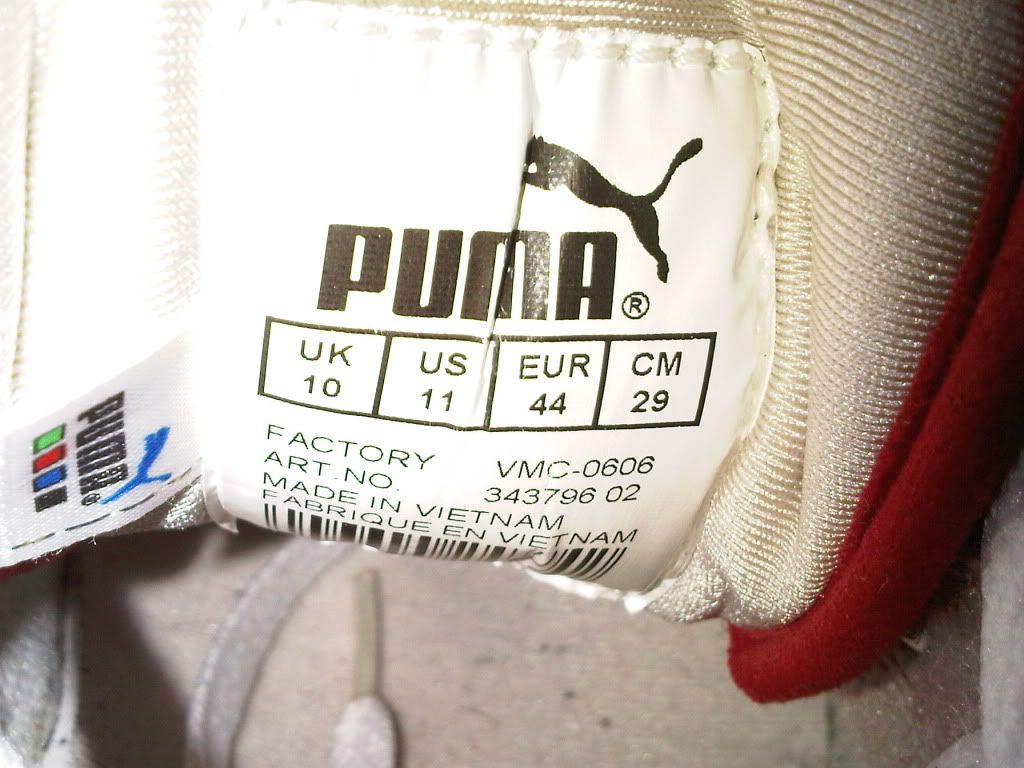 PUMA®
UK US EUR CM
10 11 44 29
FACTORY VMC-0606
ART.NO. 343796 02
MADE IN VIETNAM
FABRIQUE EN VIETNAM
PUMA®